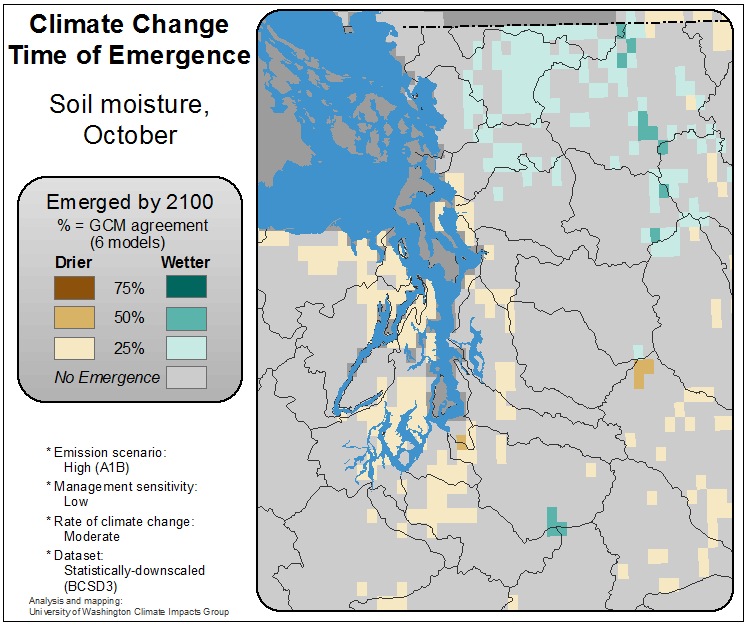 Climate Change
Time of Emergence
Soil moisture,
October
Emerged by 2100
% = GCM agreement
(6 models)
Drier Wetter
75%
50%
25%
No Emergence
* Emission scenario:
High (A1B)
* Management sensitivity:
Low
* Rate of climate change:
Moderate
* Dataset:
Statistically-downscaled
(BCSD3)
Analysis and mapping:
University of Washington Climate Impacts Group